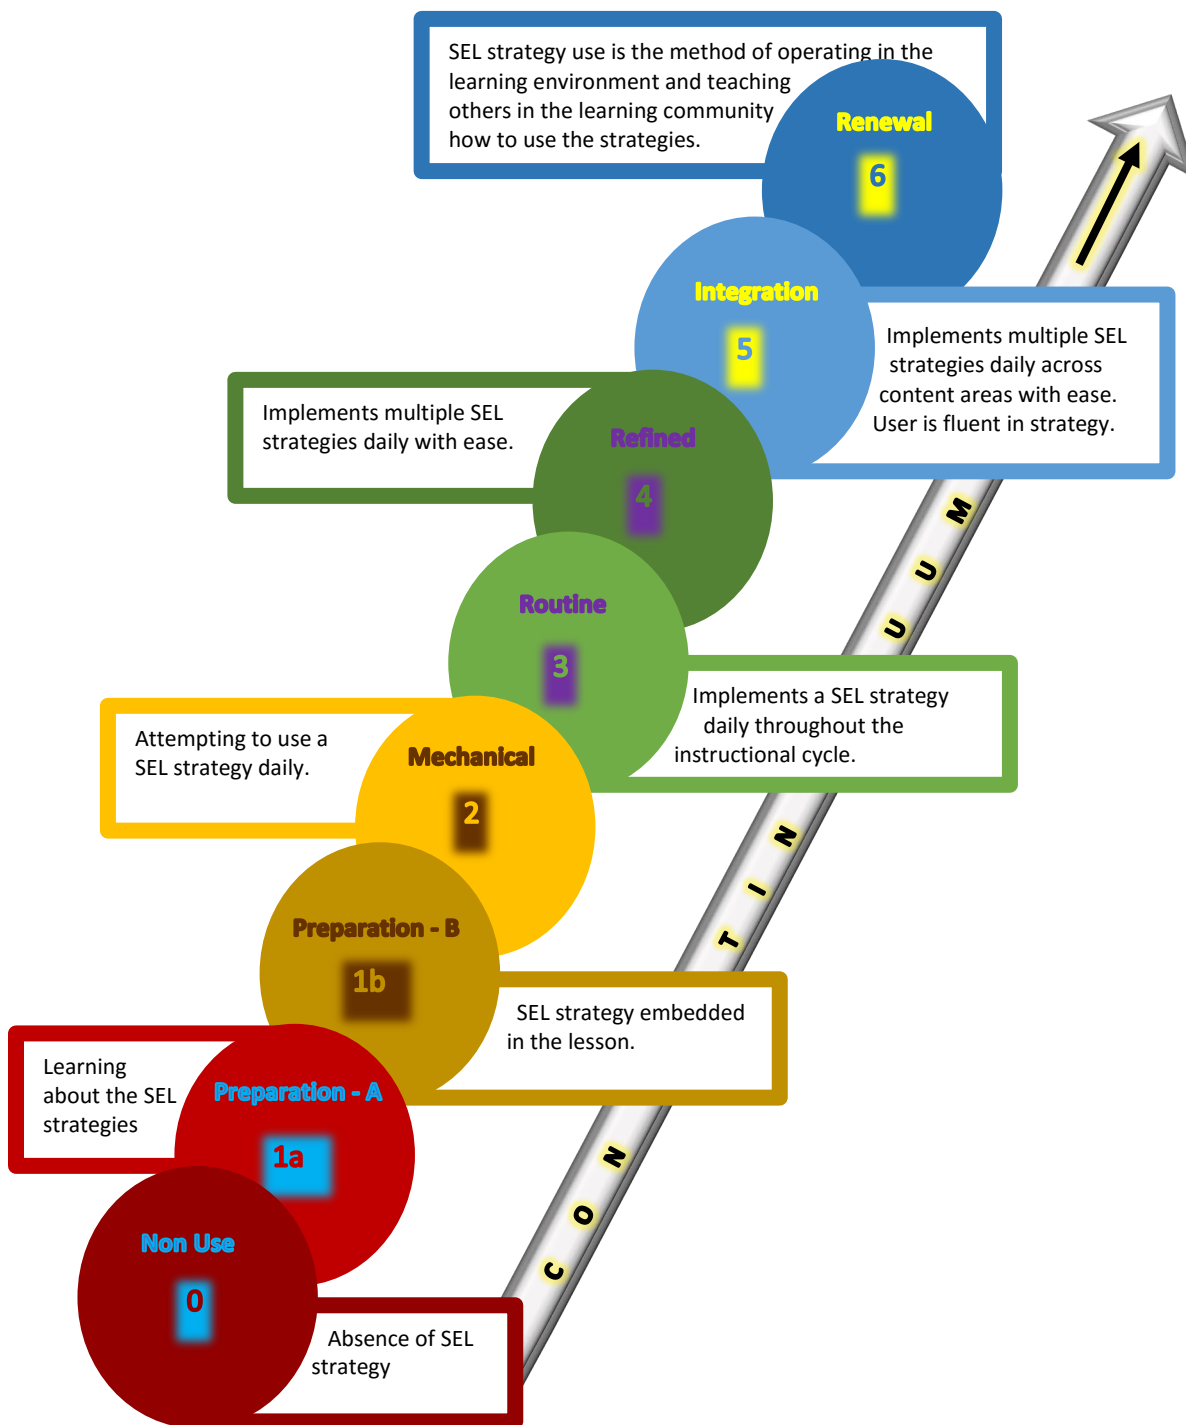 SEL strategy use is the method of operating in the
learning environment and teaching
others in the learning community
how to use the strategies.
Renewal
6
Integration
5
Implements multiple SEL
strategies daily across
content areas with ease.
User is fluent in strategy.
Implements multiple SEL
strategies daily with ease.
Refined
4
Routine
3
Implements a SEL strategy
daily throughout the
instructional cycle.
Attempting to use a
SEL strategy daily.
Mechanical
2
Preparation - B
1b
SEL strategy embedded
in the lesson.
Learning
about the SEL
strategies
Preparation - A
1a
Non Use
0
Absence of SEL
strategy
CONTINUUM